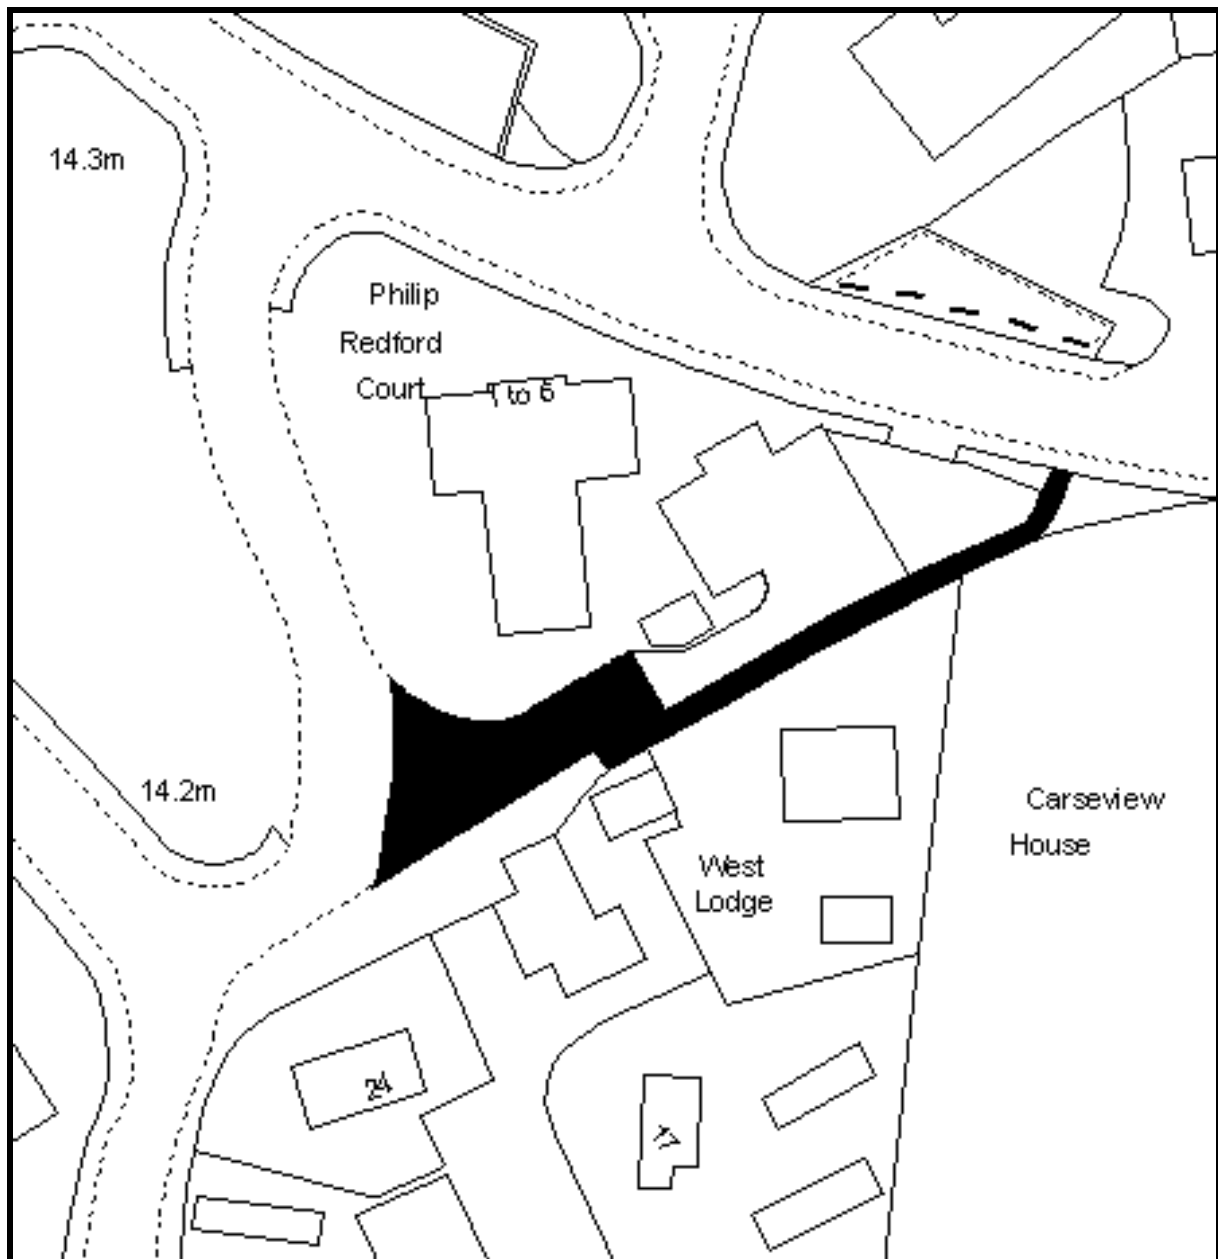 14.3m
Philip
Redford
Court
1 to 6
14.2m
Carseview
House
West
Lodge
24
17